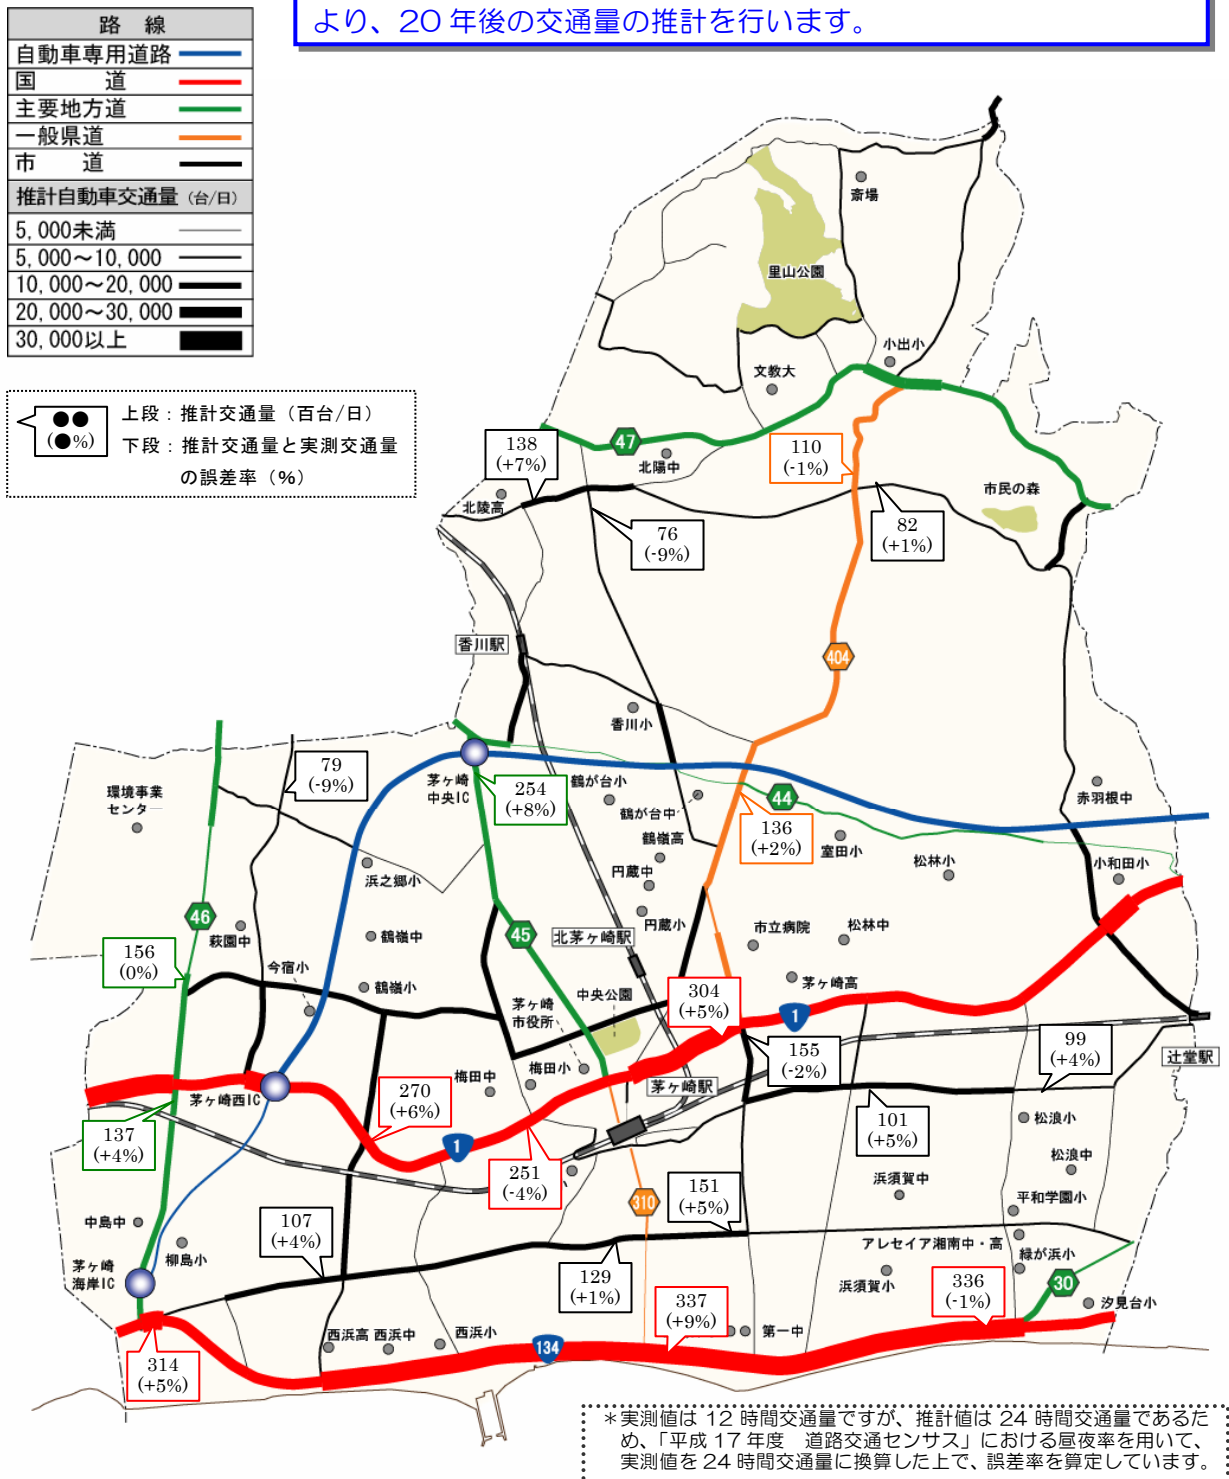 より、20 年後の交通量の推計を行います。
路 線
自動車専用道路
国 道
主要地方道
一般県道
市 道
推計自動車交通量（台/日）
5,000未満
5,000～10,000
10,000～20,000
20,000～30,000
30,000以上
●●
(●%)
上段：推計交通量（百台/日）
下段：推計交通量と実測交通量
の誤差率（%）
斎場
里山公園
小出小
文教大
47
北陽中
138
(+7%)
北陵高
110
(-1%)
市民の森
76
(-9%)
82
(+1%)
香川駅
404
香川小
79
(-9%)
環境事業
センター
茅ヶ崎
中央IC
254
(+8%)
鶴が台小
鶴が台中
44
赤羽根中
136
(+2%)
鶴嶺高
室田小
円蔵中
松林小
小和田小
浜之郷小
46
萩園中
鶴嶺中
45
北茅ヶ崎駅
円蔵小
市立病院
松林中
156
(0%)
今宿小
鶴嶺小
茅ヶ崎
市役所
中央公園
304
(+5%)
茅ヶ崎高
1
155
(-2%)
99
(+4%)
辻堂駅
梅田中
梅田小
茅ヶ崎駅
茅ヶ崎西IC
270
(+6%)
137
(+4%)
1
251
(-4%)
101
(+5%)
松浪小
松浪中
浜須賀中
平和学園小
310
151
(+5%)
107
(+4%)
中島中
柳島小
茅ヶ崎
海岸IC
アレセイア湘南中・高
緑が浜小
浜須賀小
30
汐見台小
129
(+1%)
337
(+9%)
336
(-1%)
西浜高
西浜中
西浜小
134
第一中
314
(+5%)
＊実測値は 12 時間交通量ですが、推計値は 24 時間交通量であるた
め、「平成 17 年度 道路交通センサス」における昼夜率を用いて、
実測値を 24 時間交通量に換算した上で、誤差率を算定しています。